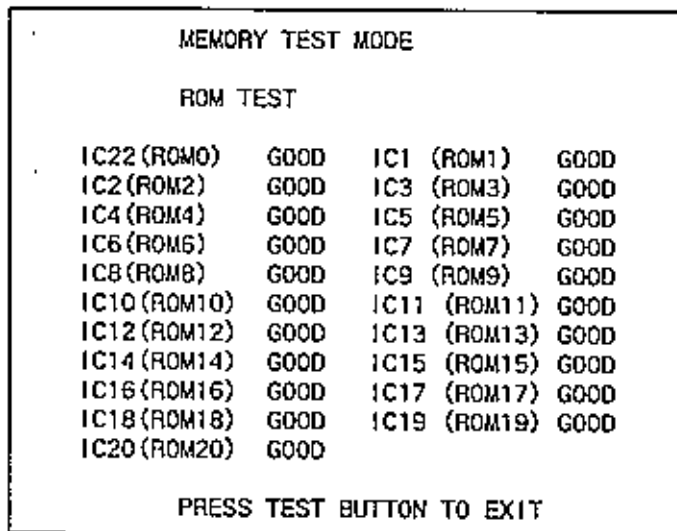 MEMORY TEST MODE
ROM TEST
IC22(ROM0) GOOD IC1 (ROM1) GOOD
IC2(ROM2) GOOD IC3 (ROM3) GOOD
IC4(ROM4) GOOD IC5 (ROM5) GOOD
IC6(ROM6) GOOD IC7 (ROM7) GOOD
IC8(ROM8) GOOD IC9 (ROM9) GOOD
IC10(ROM10) GOOD IC11 (ROM11) GOOD
IC12(ROM12) GOOD IC13 (ROM13) GOOD
IC14(ROM14) GOOD IC15 (ROM15) GOOD
IC16(ROM16) GOOD IC17 (ROM17) GOOD
IC18(ROM18) GOOD IC19 (ROM19) GOOD
IC20(ROM20) GOOD
PRESS TEST BUTTON TO EXIT